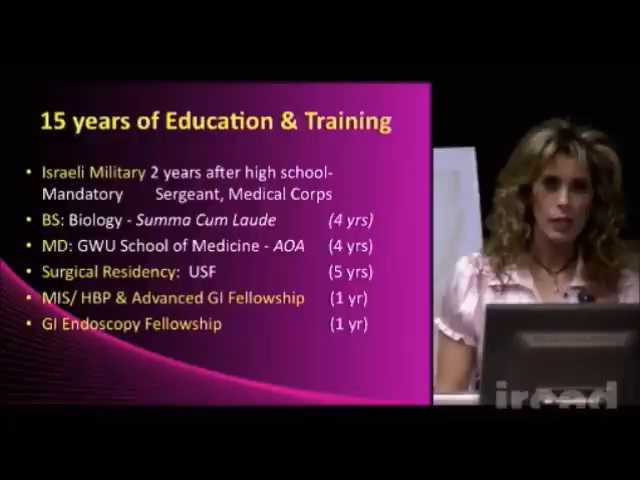 15 years of Education & Training
• Israeli Military 2 years after high school-
Mandatory Sergeant, Medical Corps
• BS: Biology - Summa Cum Laude (4 yrs)
• MD: GWU School of Medicine - AOA (4 yrs)
• Surgical Residency: USF (5 yrs)
• MIS/ HBP & Advanced GI Fellowship (1 yr)
• GI Endoscopy Fellowship (1 yr)
ircad